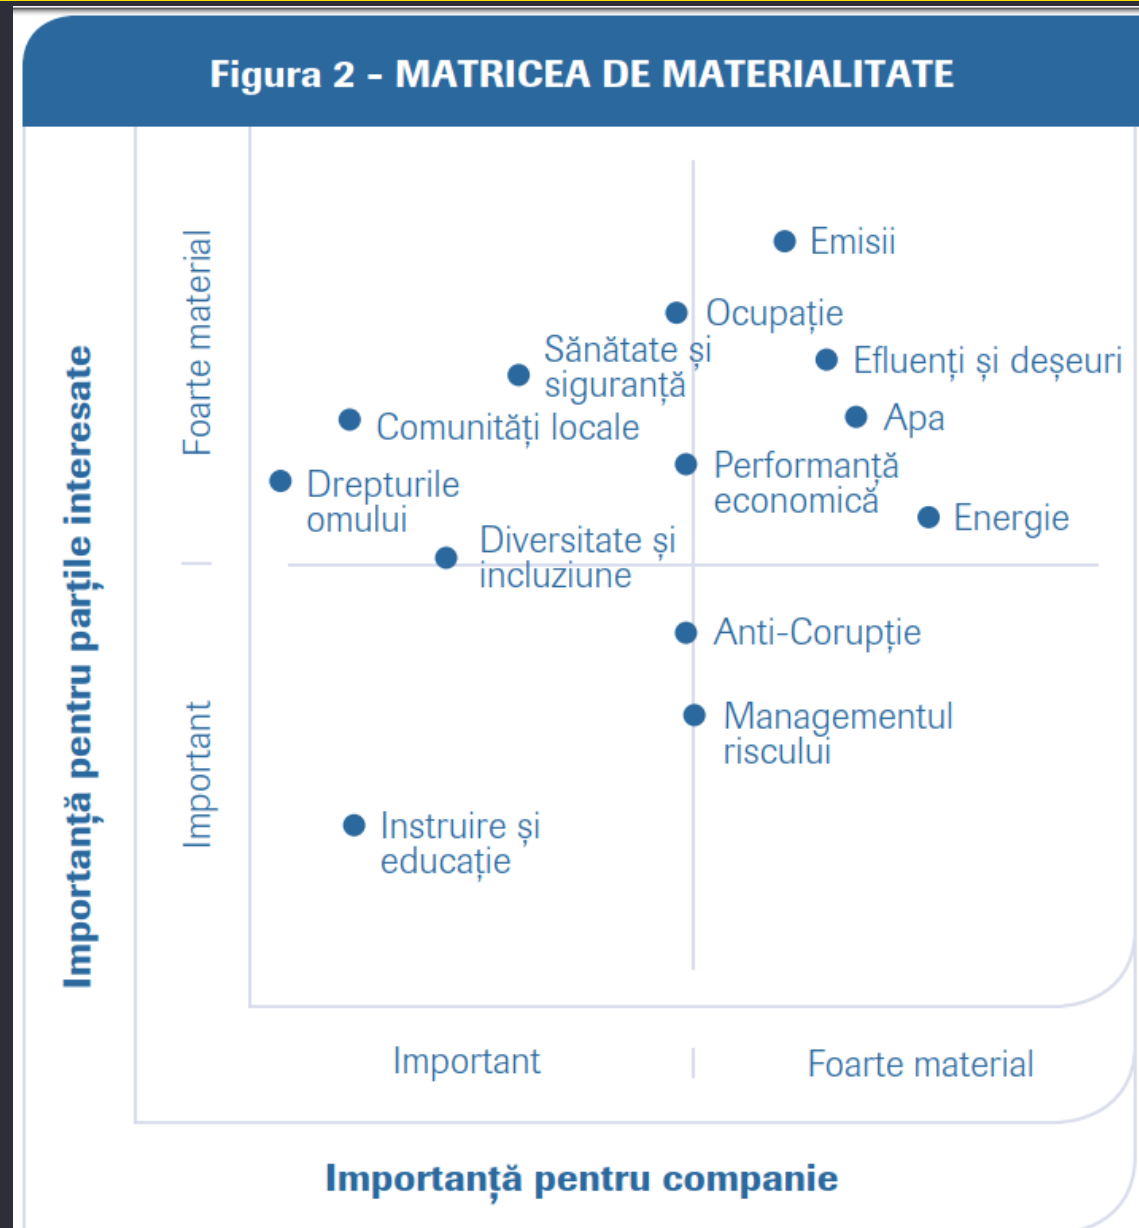 Figura 2 - MATRICEA DE MATERIALITATE
Importanță pentru parțile interesate
Foarte material
Important
Emisii
Ocupație
Sănătate și
siguranță
Efluenți și deșeuri
Comunități locale
Apa
Performanță
economică
Drepturile
omului
Energie
Diversitate și
incluziune
Anti-Corupție
Managementul
riscului
Instruire și
educație
Important
Foarte material
Importanță pentru companie